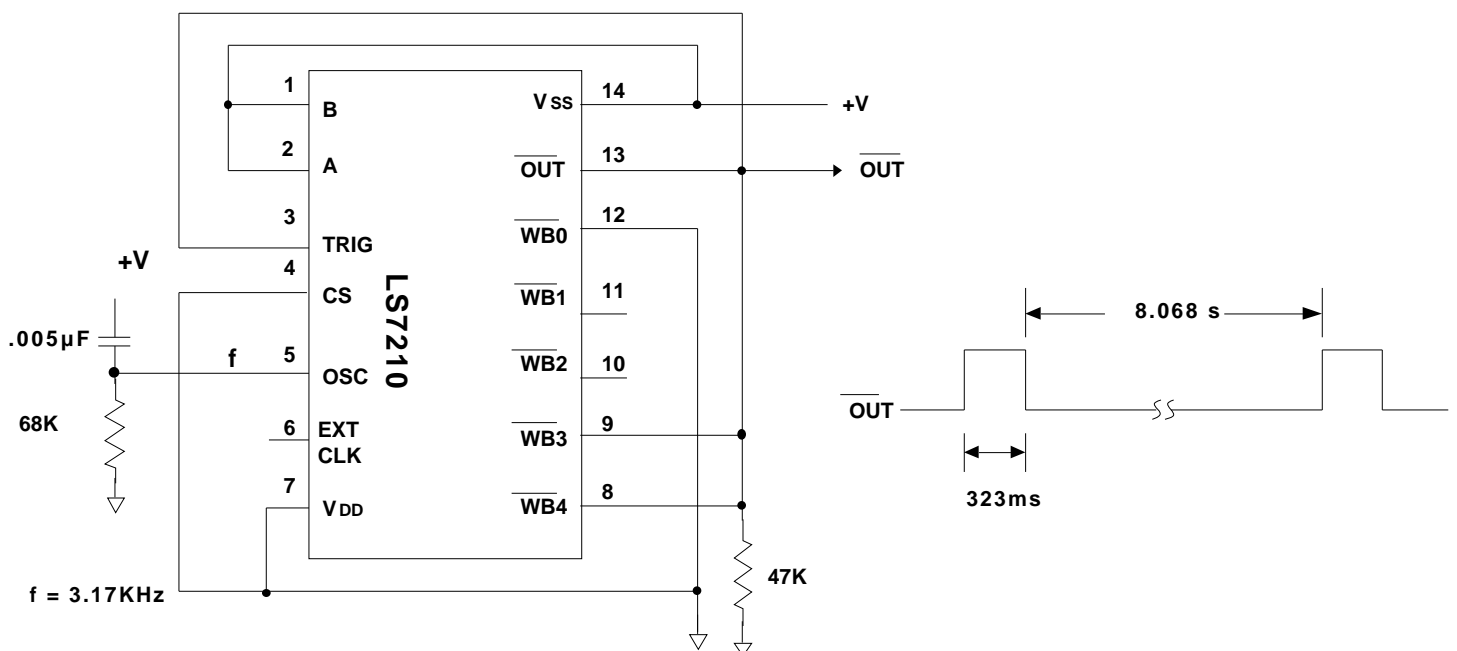 1
B
2
A
3
TRIG
4
CS
5
OSC
6
EXT
CLK
7
VDD
LS7210
VSS
14
+V
OUT
13
OUT
WB0
12
WB1
11
WB2
10
WB3
9
WB4
8
+V
.005µF
f
68K
f = 3.17KHz
47K
8.068 s
OUT
323ms